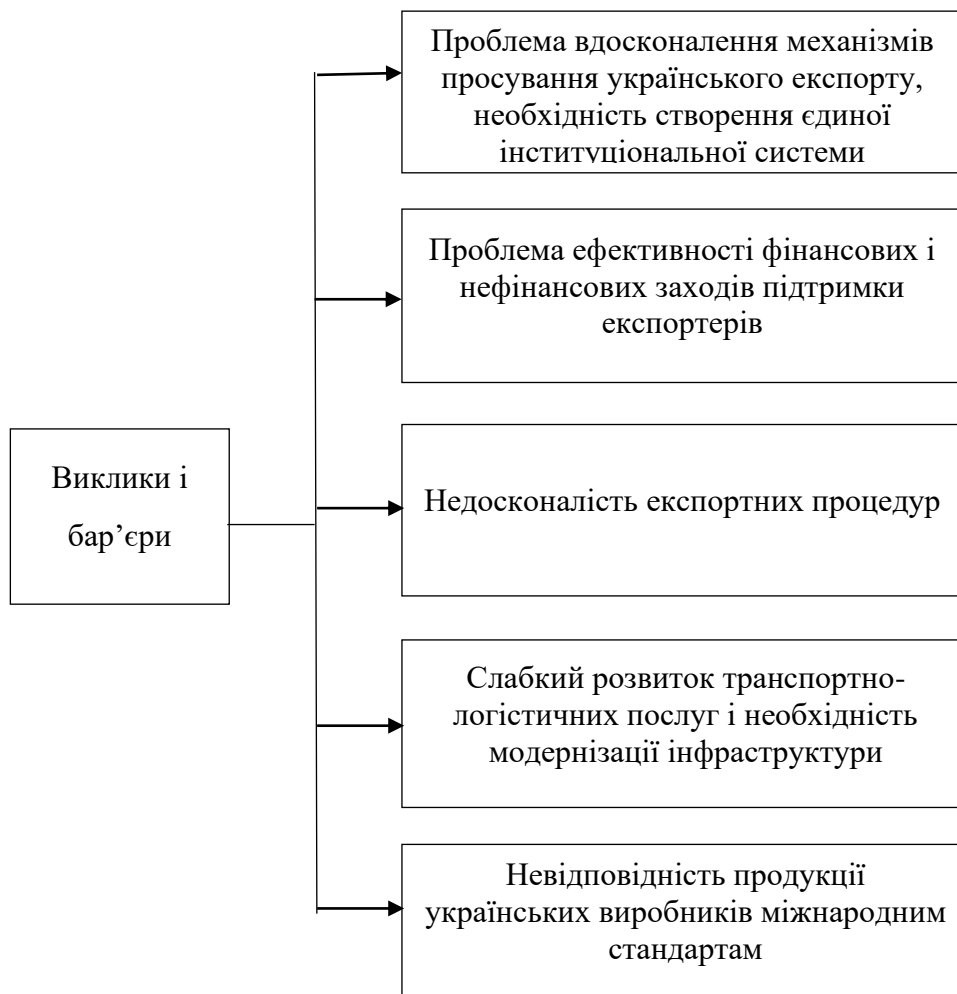 Проблема вдосконалення механізмів
просування українського експорту,
необхідність створення єдиної
інституціональної системи
Проблема ефективності фінансових і
нефінансових заходів підтримки
експортерів
Виклики і
бар’єри
Недосконалість експортних процедур
Слабкий розвиток транспортно-
логістичних послуг і необхідність
модернізації інфраструктури
Невідповідність продукції
українських виробників міжнародним
стандартам